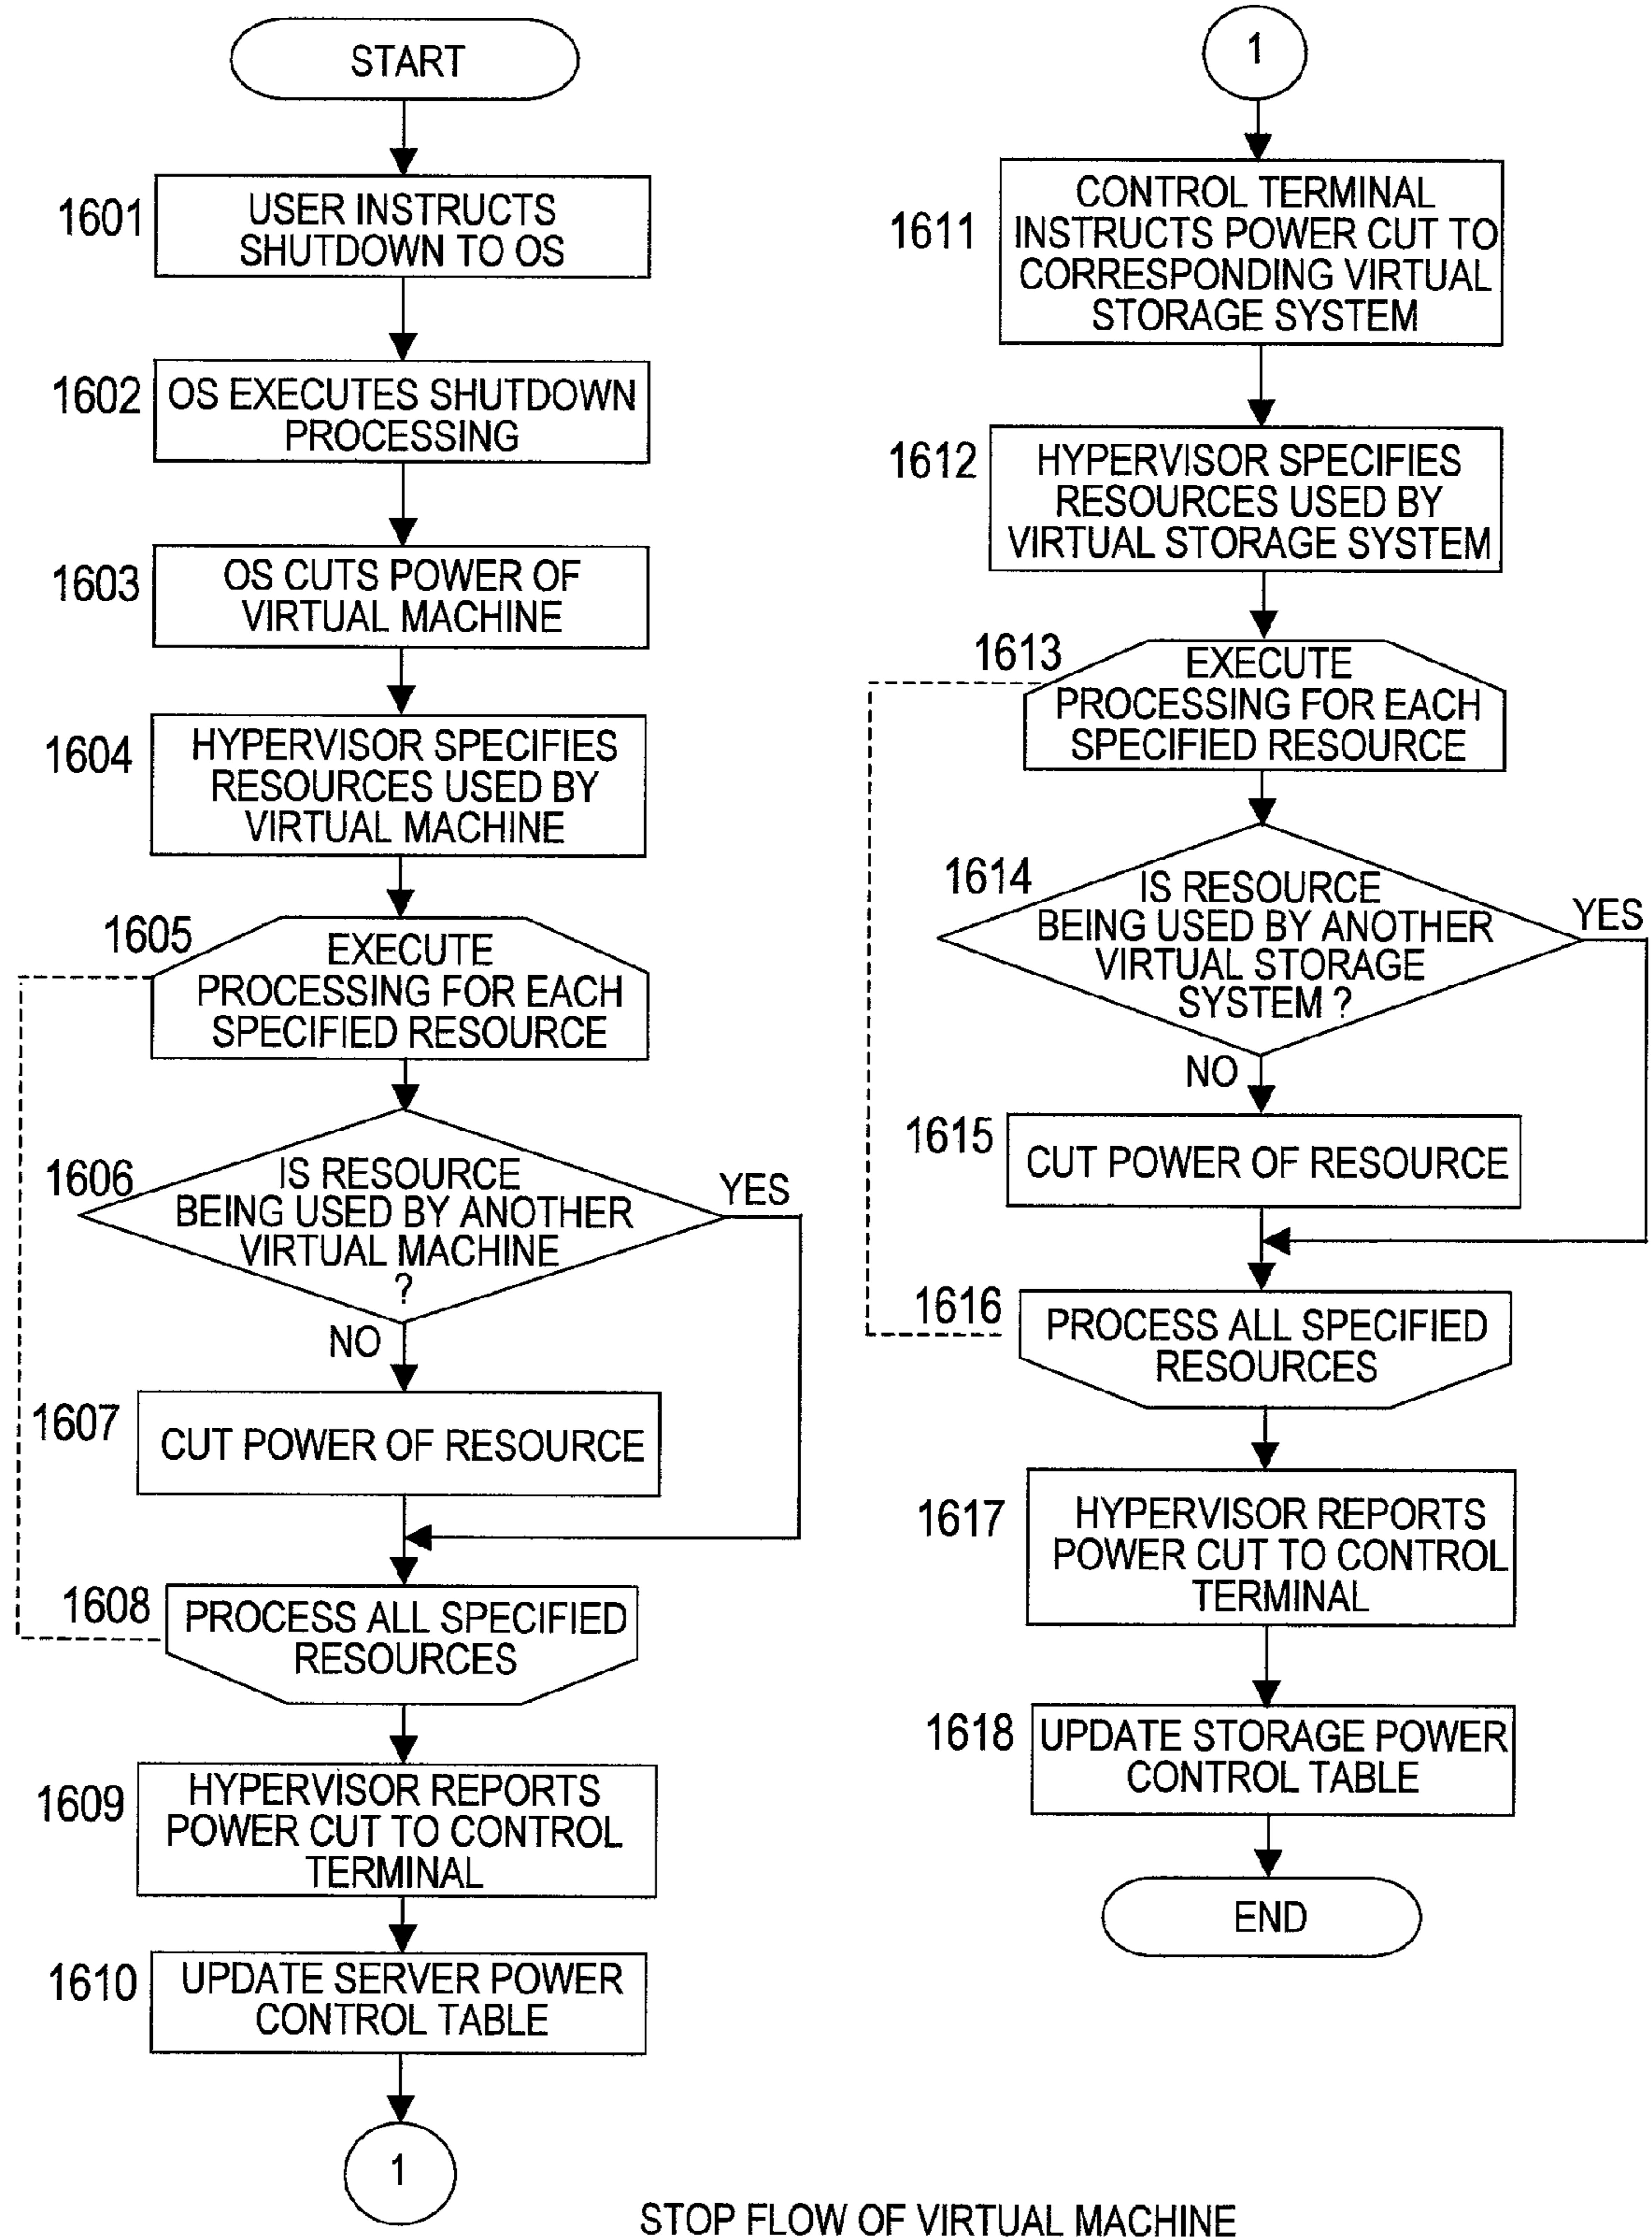 START
1601
USER INSTRUCTS
SHUTDOWN TO OS
1602
OS EXECUTES SHUTDOWN
PROCESSING
1603
OS CUTS POWER OF
VIRTUAL MACHINE
1604
HYPERVISOR SPECIFIES
RESOURCES USED BY
VIRTUAL MACHINE
1605
EXECUTE
PROCESSING FOR EACH
SPECIFIED RESOURCE
1606
IS RESOURCE
BEING USED BY ANOTHER
VIRTUAL MACHINE
?
YES
NO
1607
CUT POWER OF RESOURCE
1608
PROCESS ALL SPECIFIED
RESOURCES
1609
HYPERVISOR REPORTS
POWER CUT TO CONTROL
TERMINAL
1610
UPDATE SERVER POWER
CONTROL TABLE
1
1
1611
CONTROL TERMINAL
INSTRUCTS POWER CUT TO
CORRESPONDING VIRTUAL
STORAGE SYSTEM
1612
HYPERVISOR SPECIFIES
RESOURCES USED BY
VIRTUAL STORAGE SYSTEM
1613
EXECUTE
PROCESSING FOR EACH
SPECIFIED RESOURCE
1614
IS RESOURCE
BEING USED BY ANOTHER
VIRTUAL STORAGE
SYSTEM ?
YES
NO
1615
CUT POWER OF RESOURCE
1616
PROCESS ALL SPECIFIED
RESOURCES
1617
HYPERVISOR REPORTS
POWER CUT TO CONTROL
TERMINAL
1618
UPDATE STORAGE POWER
CONTROL TABLE
END
STOP FLOW OF VIRTUAL MACHINE